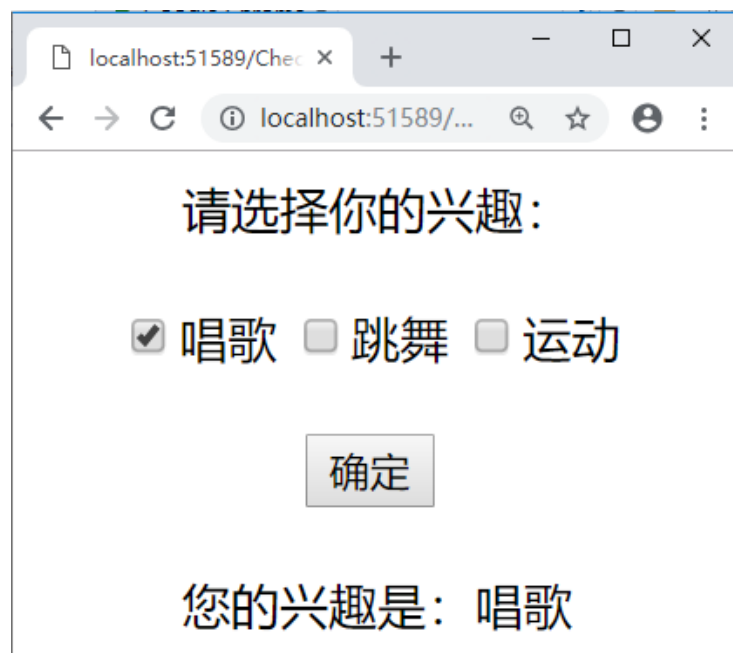 localhost:51589/Chec
localhost:51589/...
请选择你的兴趣：
唱歌 跳舞 运动
确定
您的兴趣是：唱歌